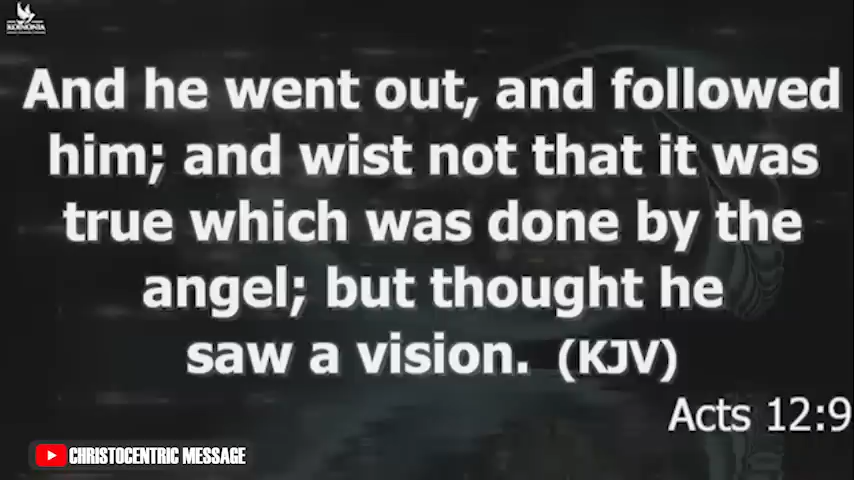 KOINONIA
And he went out, and followed
him; and wist not that it was
true which was done by the
angel; but thought he
saw a vision. (KJV)
Acts 12:9
CHRISTOCENTRIC MESSAGE